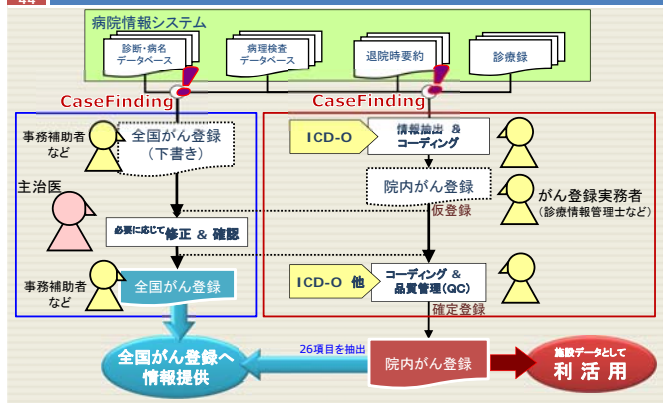 44
病院情報システム
診断・病名
データベース
病理検査
データベース
退院時要約
診療録
CaseFinding
CaseFinding
事務補助者
など
全国がん登録
(下書き)
主治医
必要に応じて修正 & 確認
事務補助者
など
全国がん登録
全国がん登録へ
情報提供
ICD-O
情報抽出 &
コーディング
院内がん登録
仮登録
がん登録実務者
(診療情報管理士など)
ICD-O 他
コーディング &
品質管理(QC)
確定登録
26項目を抽出
院内がん登録
施設データとして
利活用